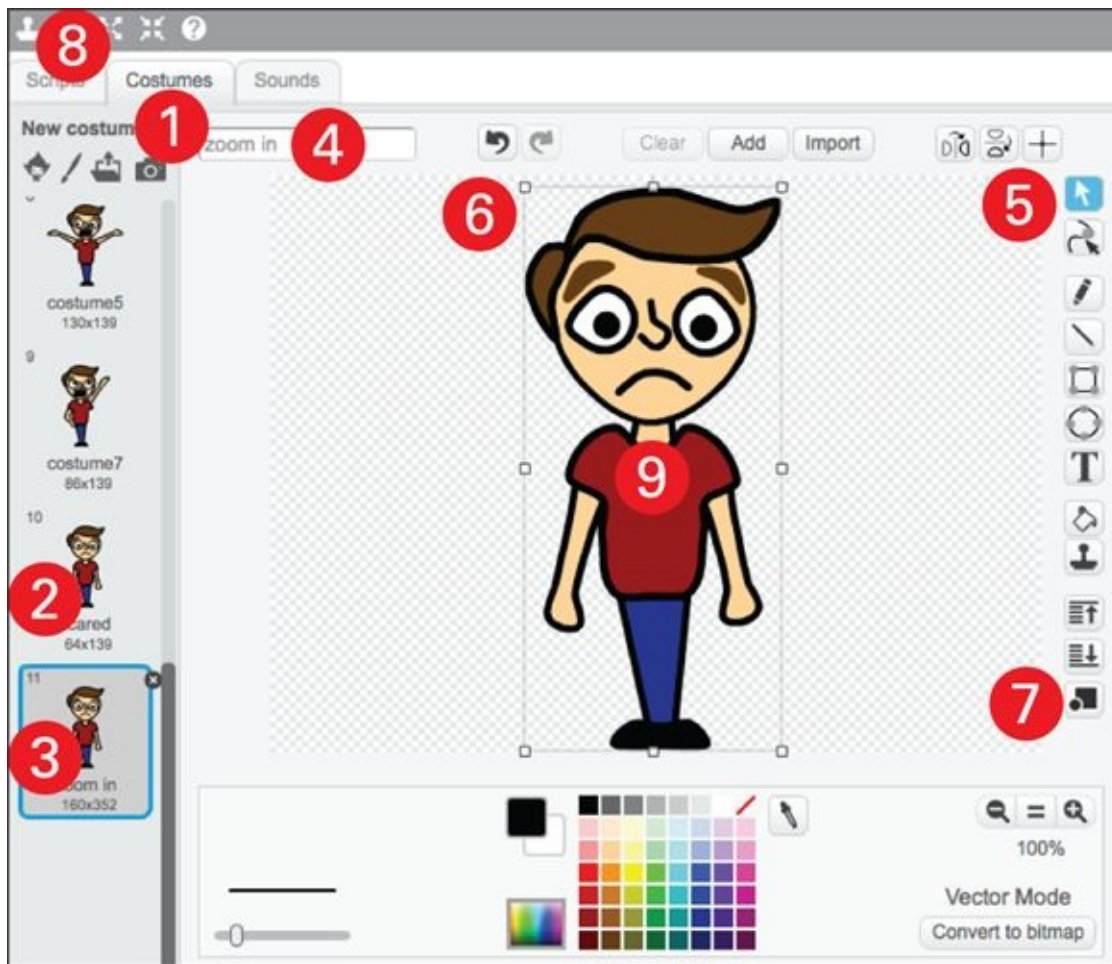 8
Scripts Costumes Sounds
New costume
1
zoom in
4
Clear Add Import
5
6
costume5
130x139
9
costume7
86x139
9
T
10
2
scared
64x139
11
3
zoom in
160x352
7
100%
Vector Mode
Convert to bitmap